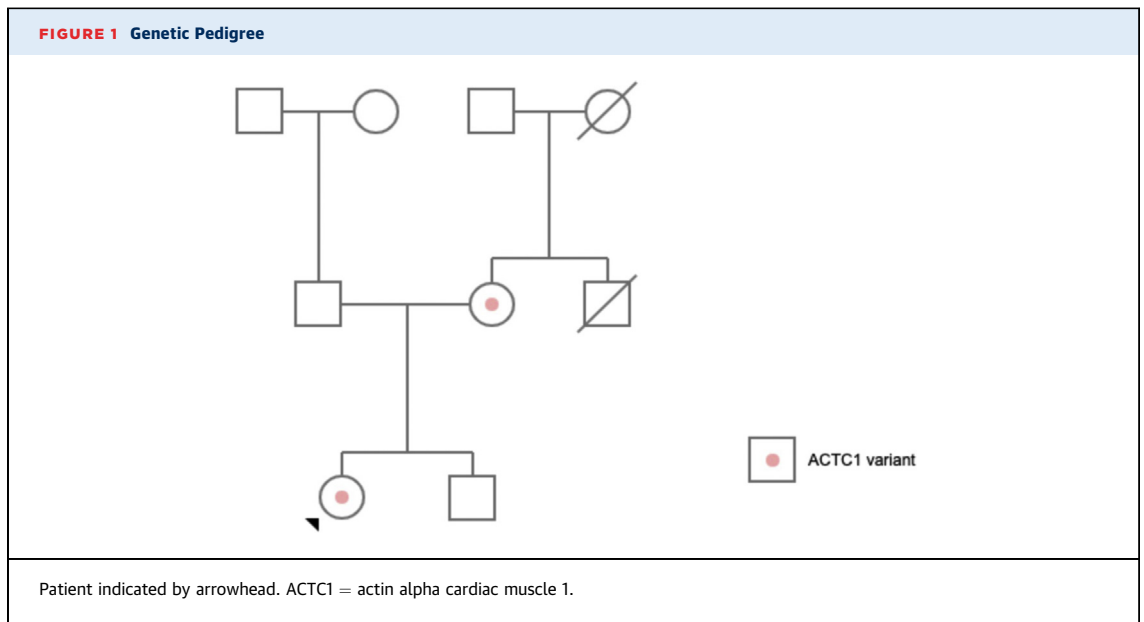 FIGURE 1 Genetic Pedigree
ACTC1 variant
Patient indicated by arrowhead. ACTC1 = actin alpha cardiac muscle 1.